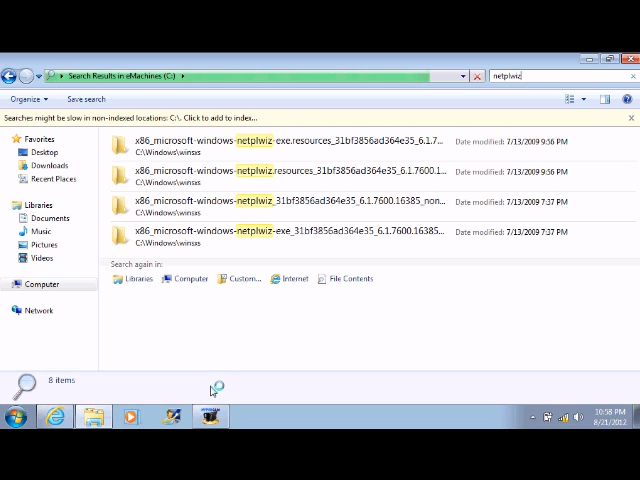 Search Results in eMachines (C:)
netplwiz
Organize
Save search
Searches might be slow in non-indexed locations: C:\. Click to add to index...
Favorites
Desktop
Downloads
Recent Places
Libraries
Documents
Music
Pictures
Videos
Computer
Network
x86_microsoft-windows-netplwiz-exe.resources_31bf3856ad364e35_6.1.7...
Date modified: 7/13/2009 9:56 PM
C:\Windows\winsxs
x86_microsoft-windows-netplwiz.resources_31bf3856ad364e35_6.1.7600.1...
Date modified: 7/13/2009 9:56 PM
C:\Windows\winsxs
x86_microsoft-windows-netplwiz_31bf3856ad364e35_6.1.7600.16385_non...
Date modified: 7/13/2009 7:37 PM
C:\Windows\winsxs
x86_microsoft-windows-netplwiz-exe_31bf3856ad364e35_6.1.7600.16385...
Date modified: 7/13/2009 7:37 PM
C:\Windows\winsxs
Search again in:
Libraries
Computer
Custom...
Internet
File Contents
8 items
10:58 PM
8/21/2012